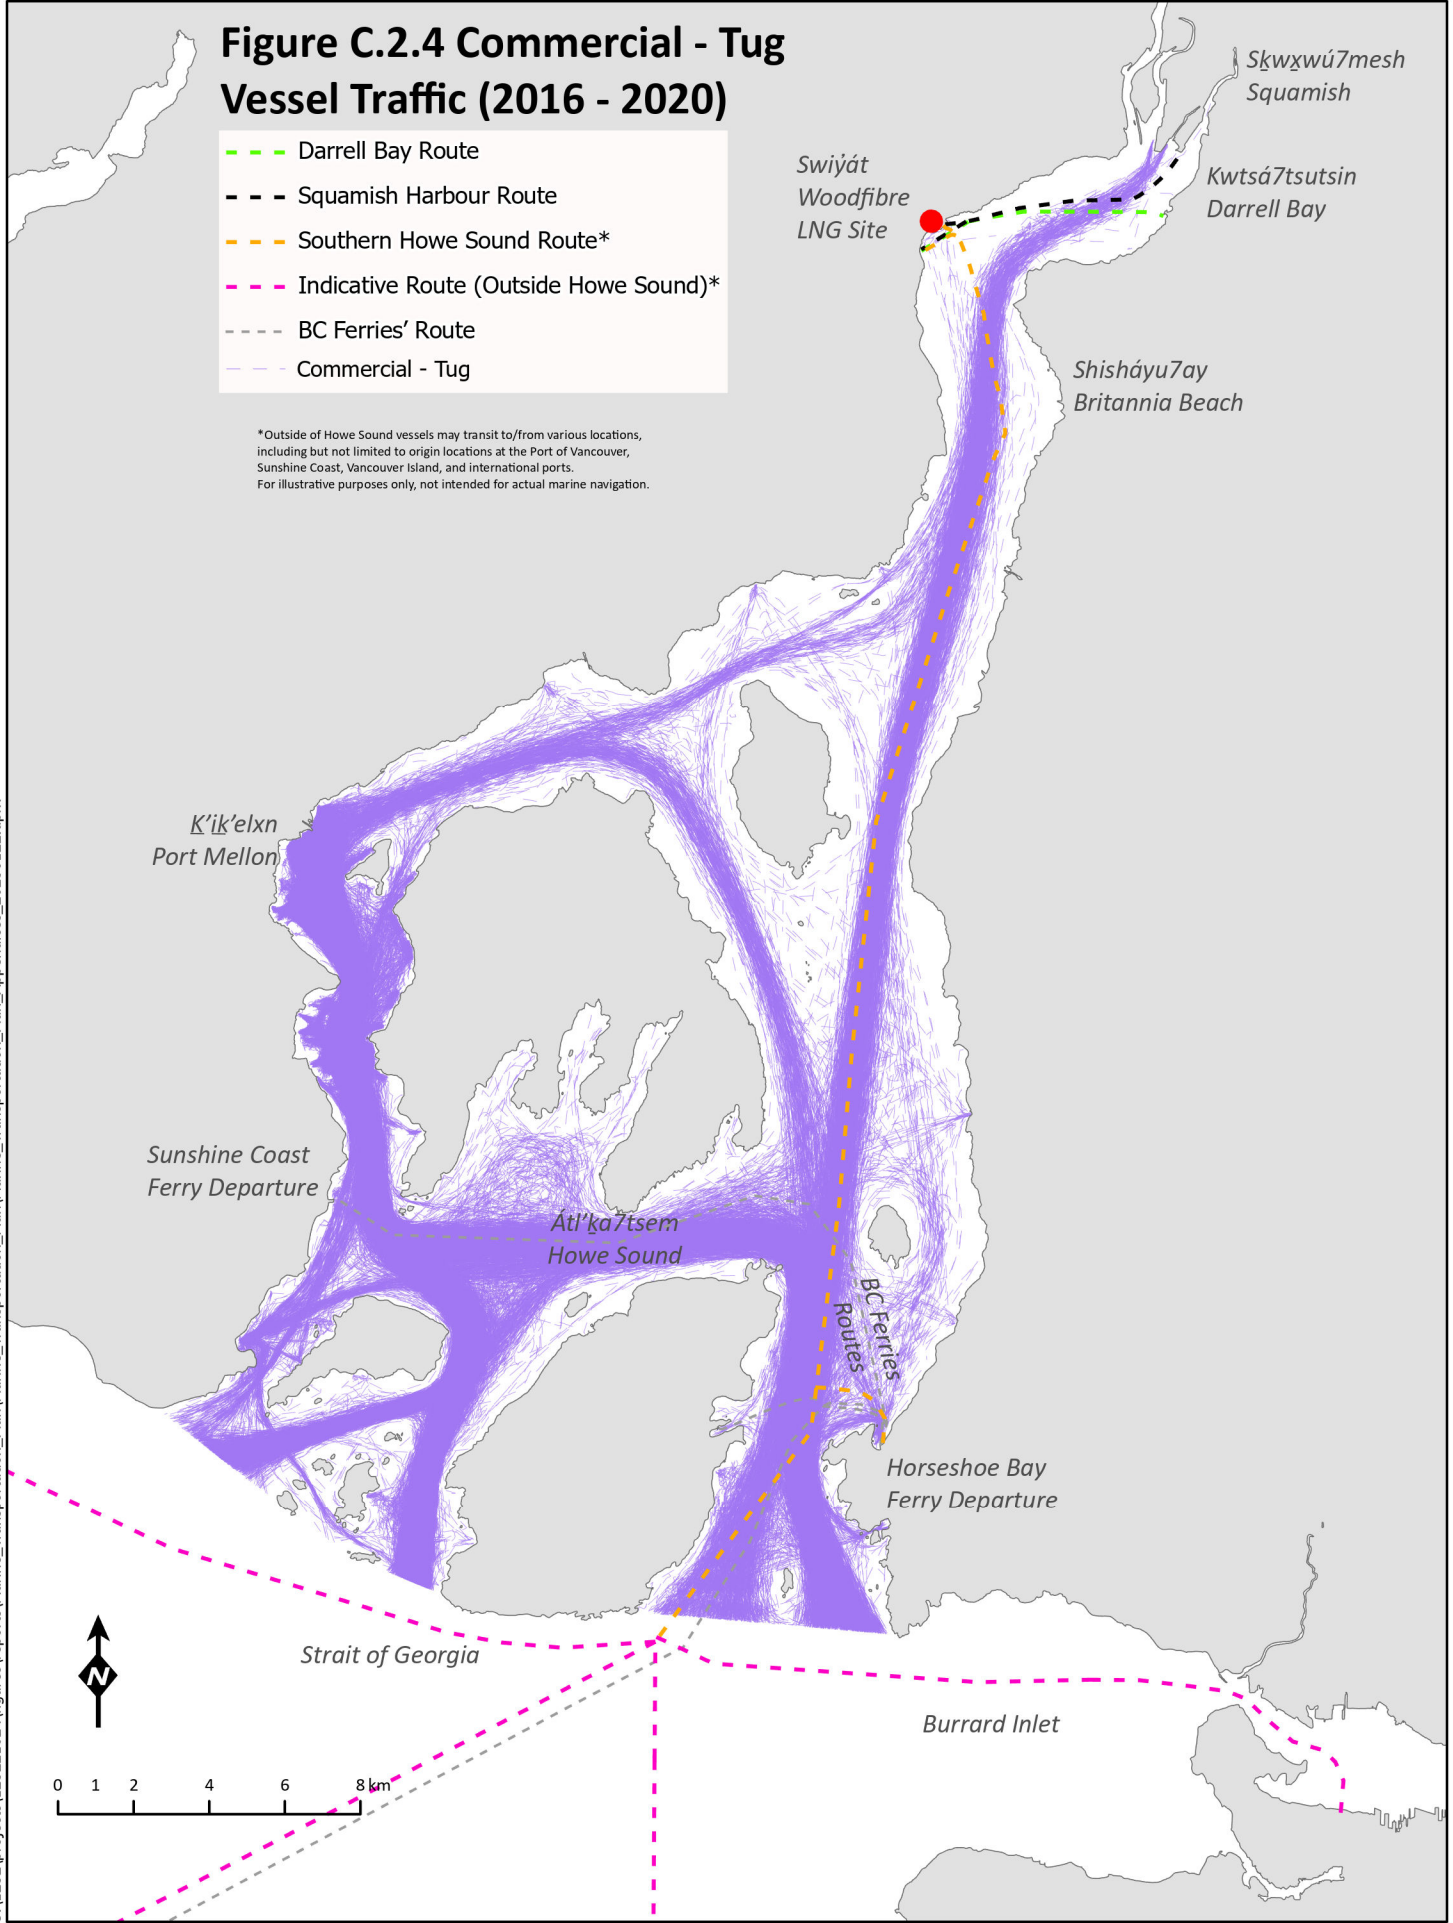 Figure C.2.4 Commercial - Tug
Vessel Traffic (2016 - 2020)
Darrell Bay Route
Squamish Harbour Route
Southern Howe Sound Route*
Indicative Route (Outside Howe Sound)*
BC Ferries’ Route
Commercial - Tug
*Outside of Howe Sound vessels may transit to/from various locations,
including but not limited to origin locations at the Port of Vancouver,
Sunshine Coast, Vancouver Island, and international ports.
For illustrative purposes only, not intended for actual marine navigation.
Sḵwx̱wú7mesh
Squamish
Swiy̓át
Woodfibre
LNG Site
Kwtsá7tsutsin
Darrell Bay
Shisháyu7ay
Britannia Beach
Ḵ’iḵ’elxn
Port Mellon
Sunshine Coast
Ferry Departure
Átl’ḵa7tsem
Howe Sound
BC Ferries
Routes
Horseshoe Bay
Ferry Departure
Strait of Georgia
Burrard Inlet
N
0 1 2 4 6 8 km